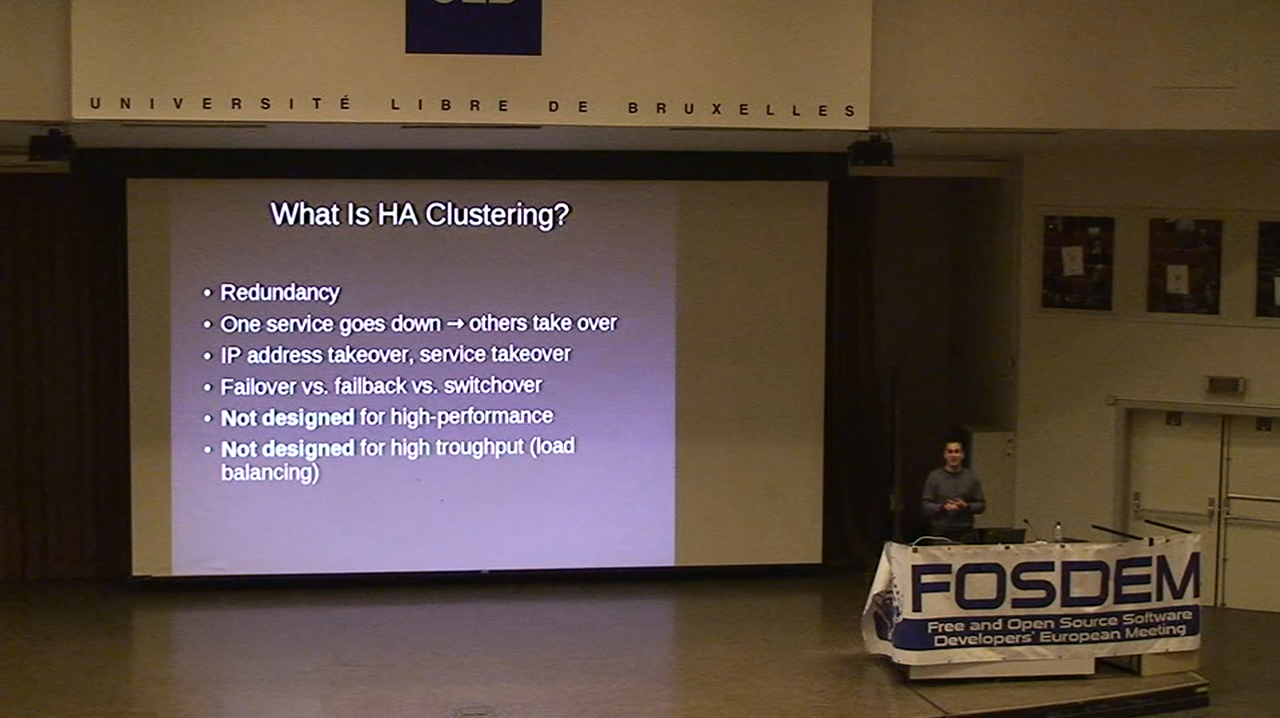 UNIVERSITÉ LIBRE DE BRUXELLES
What Is HA Clustering?
• Redundancy
• One service goes down → others take over
• IP address takeover, service takeover
• Failover vs. failback vs. switchover
• Not designed for high-performance
• Not designed for high troughput (load
balancing)
FOSDEM
Free and Open Source Software
Developers' European Meeting